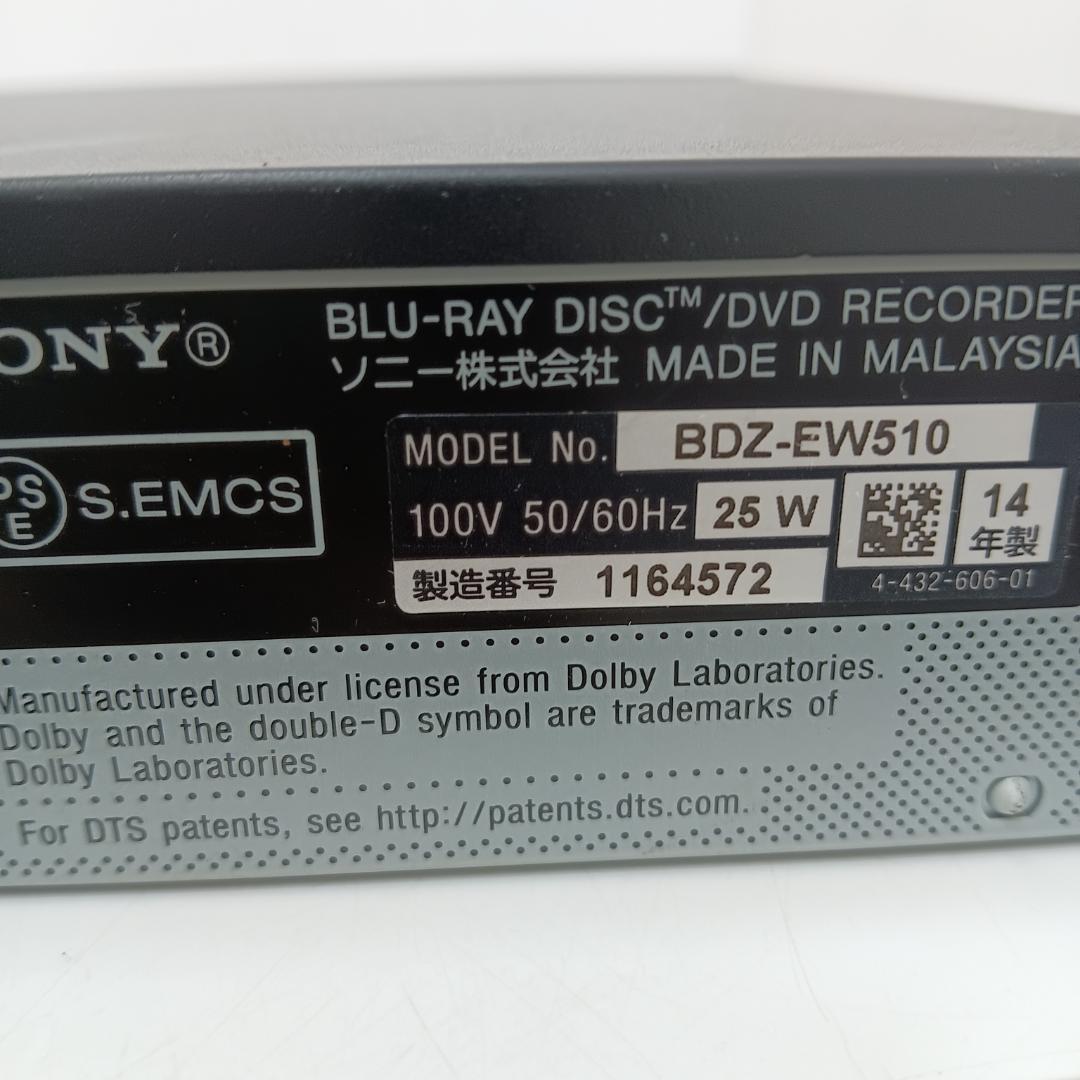 SONY®
BLU-RAY DISC™/DVD RECORDER
ソニー株式会社 MADE IN MALAYSIA
PS
E
S.EMCS
MODEL No. BDZ-EW510
100V 50/60Hz 25 W
14
年製
製造番号 1164572
4-432-606-01
Manufactured under license from Dolby Laboratories.
Dolby and the double-D symbol are trademarks of
Dolby Laboratories.
For DTS patents, see http://patents.dts.com.